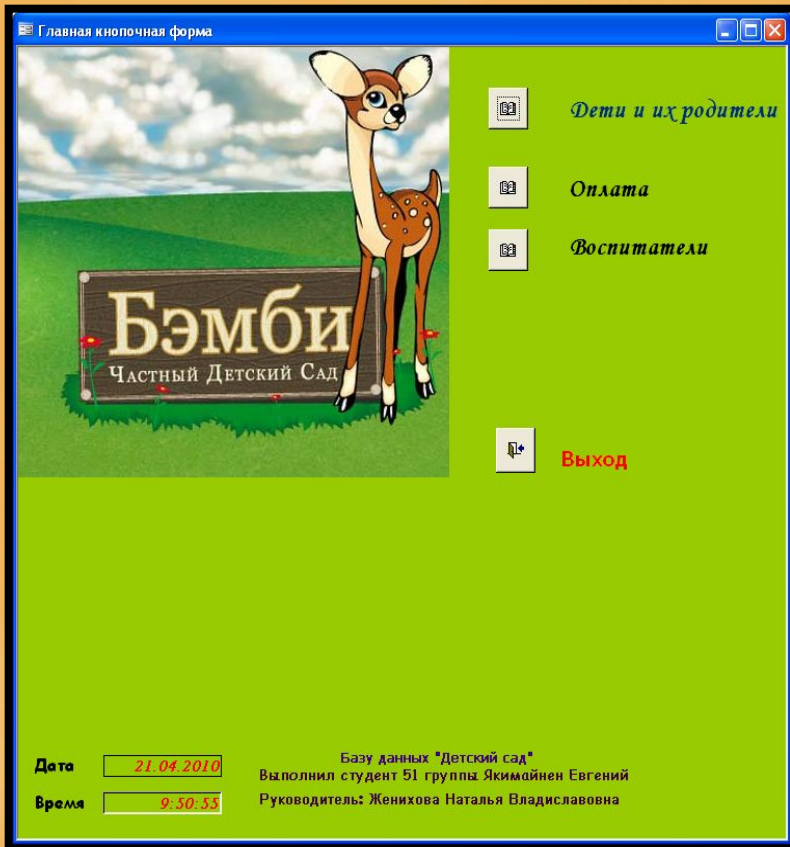 Главная кнопочная форма
Дети и их родители
Оплата
Воспитатели
Бэмби
Частный Детский Сад
Выход
Дата 21.04.2010
Время 9:50:55
Базу данных "Детский сад"
Выполнил студент 51 группы Якимайнен Евгений
Руководитель: Женихова Наталья Владиславовна